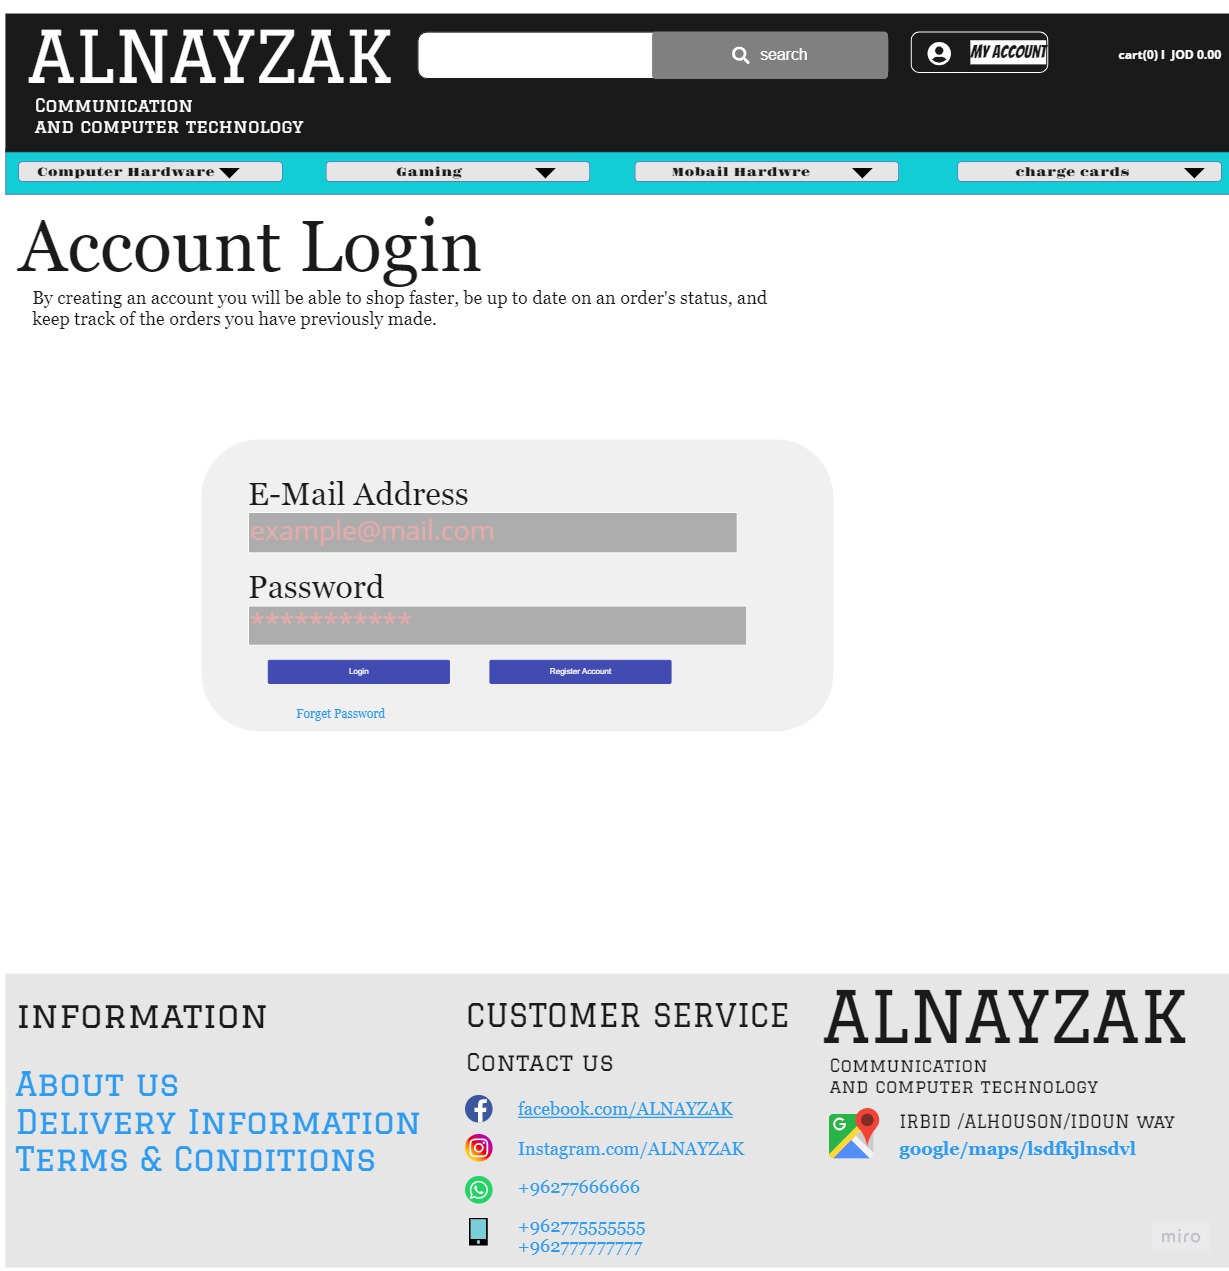 ALNAYZAK
Communication
and computer technology
search
My Account
cart(0) I JOD 0.00
Computer Hardware
Gaming
Mobail Hardwre
charge cards
Account Login
By creating an account you will be able to shop faster, be up to date on an order's status, and
keep track of the orders you have previously made.
E-Mail Address
example@mail.com
Password
***********
Login
Register Account
Forget Password
INFORMATION
About us
Delivery Information
Terms & Conditions
CUSTOMER SERVICE
Contact us
facebook.com/ALNAYZAK
Instagram.com/ALNAYZAK
+96277666666
+962775555555
+962777777777
ALNAYZAK
Communication
and computer technology
IRBID /ALHOUSON/IDOUN way
google/maps/lsdfkjlnsdvl
miro